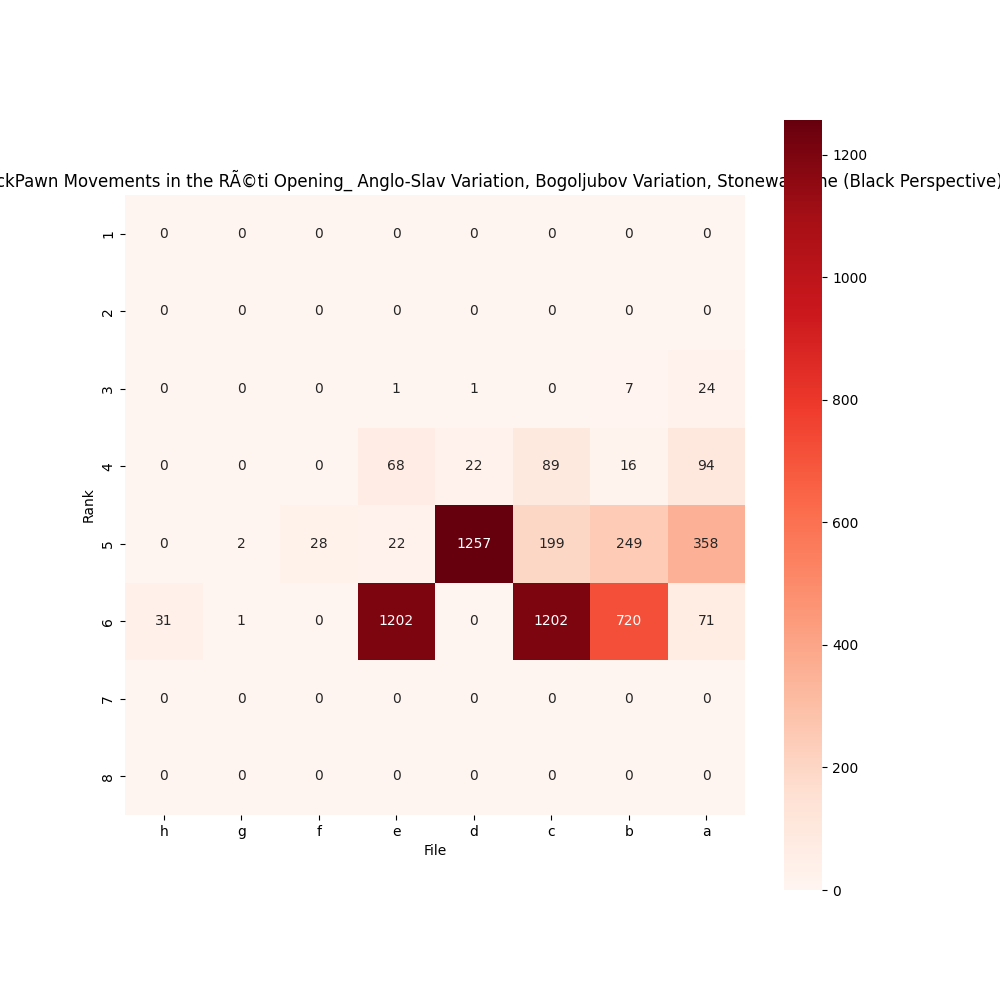 ckPawn Movements in the RÃ©ti Opening_ Anglo-Slav Variation, Bogoljubov Variation, Stonewa ne (Black Perspective)
1 0 0 0 0 0 0 0 0
2 0 0 0 0 0 0 0 0
3 0 0 0 1 1 0 7 24
4 0 0 0 68 22 89 16 94
5 0 2 28 22 1257 199 249 358
6 31 1 0 1202 0 1202 720 71
7 0 0 0 0 0 0 0 0
8 0 0 0 0 0 0 0 0
h g f e d c b a
File
Rank
1200
1000
800
600
400
200
0